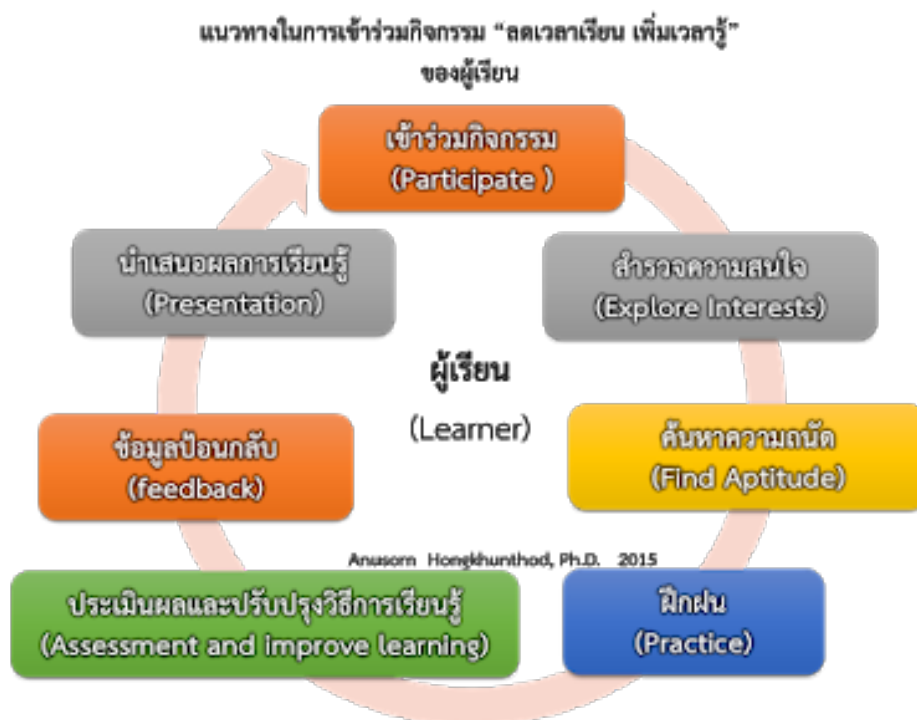 แนวทางในการเข้าร่วมกิจกรรม “ลดเวลาเรียน เพิ่มเวลารู้”
ของผู้เรียน
เข้าร่วมกิจกรรม
(Participate )
สำรวจความสนใจ
(Explore Interests)
ค้นหาความถนัด
(Find Aptitude)
ฝึกฝน
(Practice)
ประเมินผลและปรับปรุงวิธีการเรียนรู้
(Assessment and improve learning)
ข้อมูลป้อนกลับ
(feedback)
นำเสนอผลการเรียนรู้
(Presentation)
ผู้เรียน
(Learner)
Anusorn Hongkhunthod, Ph.D. 2015